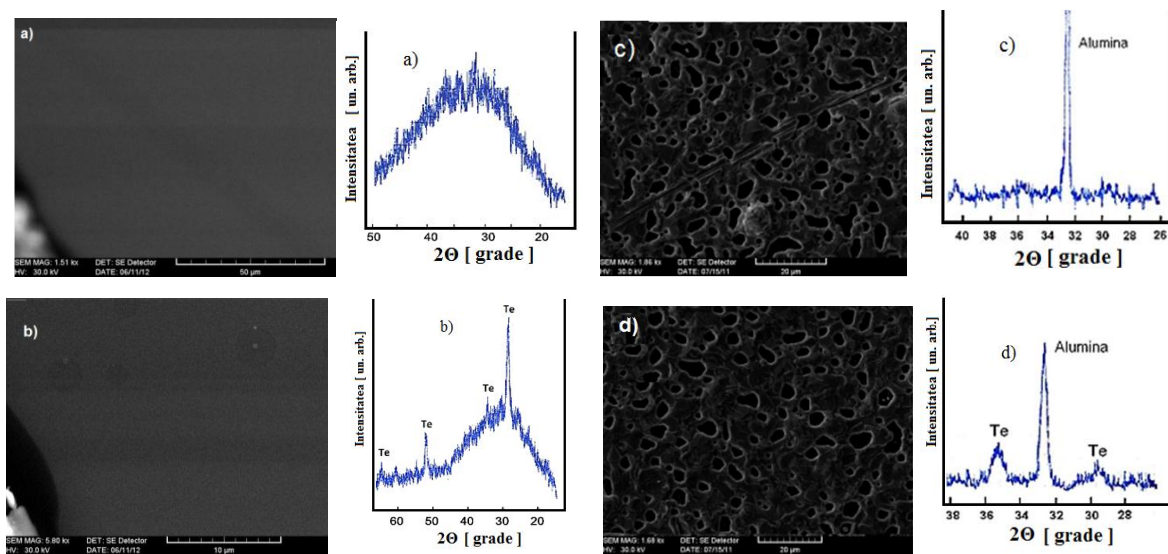 a)
SEM MAG: 1.51 kx DET: SE Detector
HV: 30.0 kV DATE: 06/11/12 50 µm
a)
Intensitatea [ un. arb.]
50 40 30 20
2Θ [ grade ]
c)
SEM MAG: 1.86 kx DET: SE Detector
HV: 30.0 kV DATE: 07/15/11 20 µm
c)
Alumina
Intensitatea [ un. arb.]
40 38 36 34 32 30 28 26
2Θ [ grade ]
b)
SEM MAG: 5.80 kx DET: SE Detector
HV: 30.0 kV DATE: 06/11/12 10 µm
b)
Te
Te
Te
Te
Intensitatea [ un. arb.]
60 50 40 30 20
2Θ [ grade ]
d)
SEM MAG: 1.68 kx DET: SE Detector
HV: 30.0 kV DATE: 07/15/11 20 µm
d)
Alumina
Te
Te
Intensitatea [ un. arb.]
38 36 34 32 30 28
2Θ [ grade ]